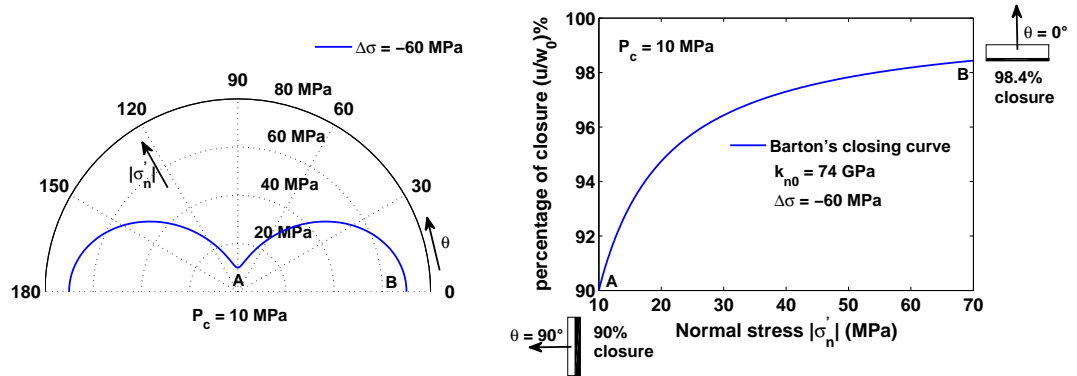 Δσ = −60 MPa
90
80 MPa
120
60
60 MPa
|σ'n|
150
40 MPa
30
20 MPa
θ
A
B
180
0
Pc = 10 MPa
percentage of closure (u/w0)%
100
98
96
94
92
90
Pc = 10 MPa
B
Barton's closing curve
kn0 = 74 GPa
Δσ = −60 MPa
A
10
20
30
40
50
60
70
Normal stress |σ'n| (MPa)
θ = 0°
98.4%
closure
θ = 90°
90%
closure